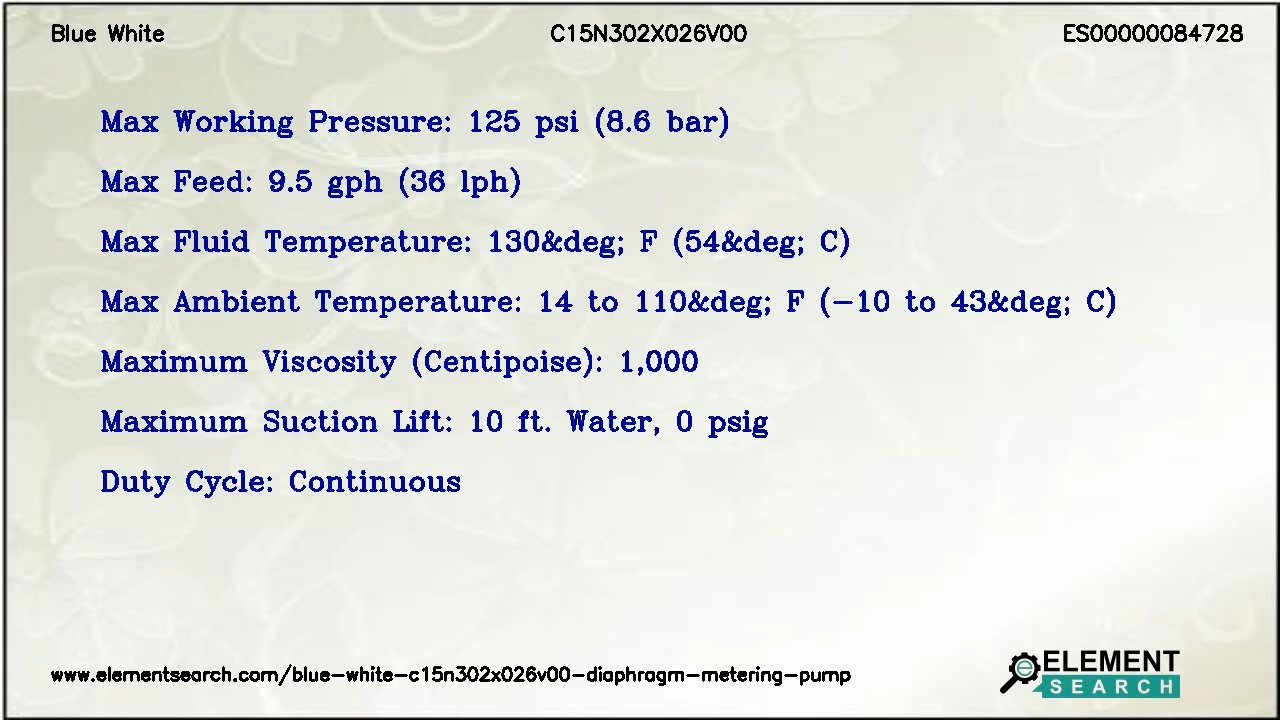 Blue White C15N302X026V00 ES00000084728
Max Working Pressure: 125 psi (8.6 bar)
Max Feed: 9.5 gph (36 lph)
Max Fluid Temperature: 130&deg; F (54&deg; C)
Max Ambient Temperature: 14 to 110&deg; F (-10 to 43&deg; C)
Maximum Viscosity (Centipoise): 1,000
Maximum Suction Lift: 10 ft. Water, 0 psig
Duty Cycle: Continuous
www.elementsearch.com/blue-white-c15n302x026v00-diaphragm-metering-pump
ELEMENT
SEARCH